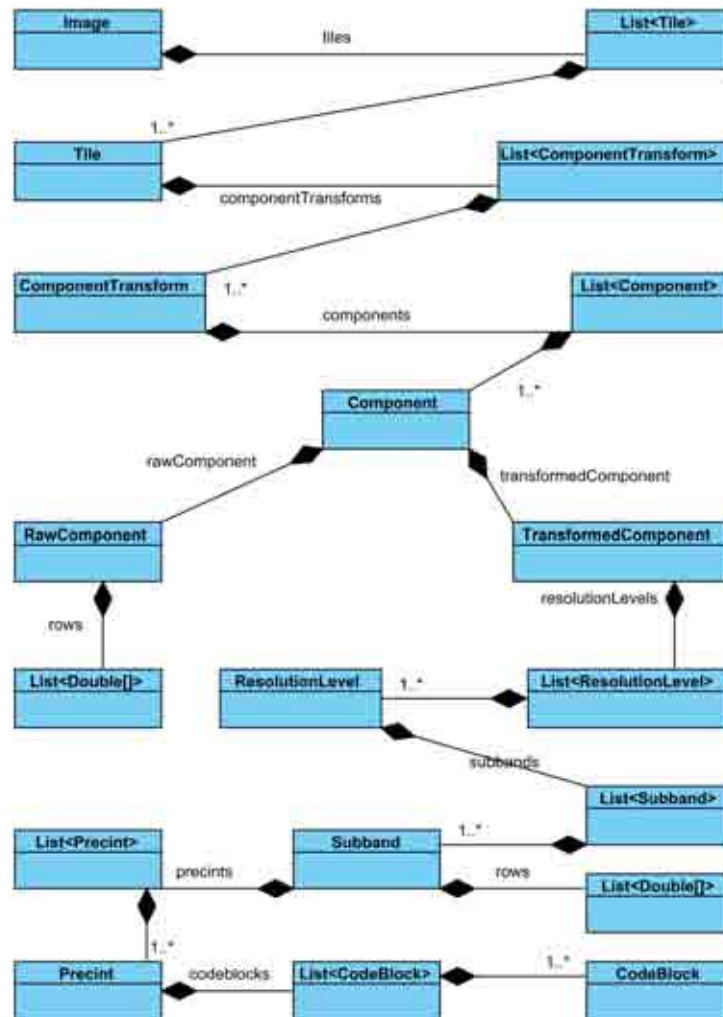 Image
tiles
List<Tile>
1..*
Tile
List<ComponentTransform>
componentTransforms
1..*
ComponentTransform
List<Component>
components
1..*
Component
rawComponent
transformedComponent
RawComponent
TransformedComponent
resolutionLevels
rows
List<Double[]>
ResolutionLevel
1..*
List<ResolutionLevel>
subbands
List<Subband>
1..*
List<Precint>
Subband
precints
rows
List<Double[]>
1..*
Precint
codeblocks
List<CodeBlock>
1..*
CodeBlock